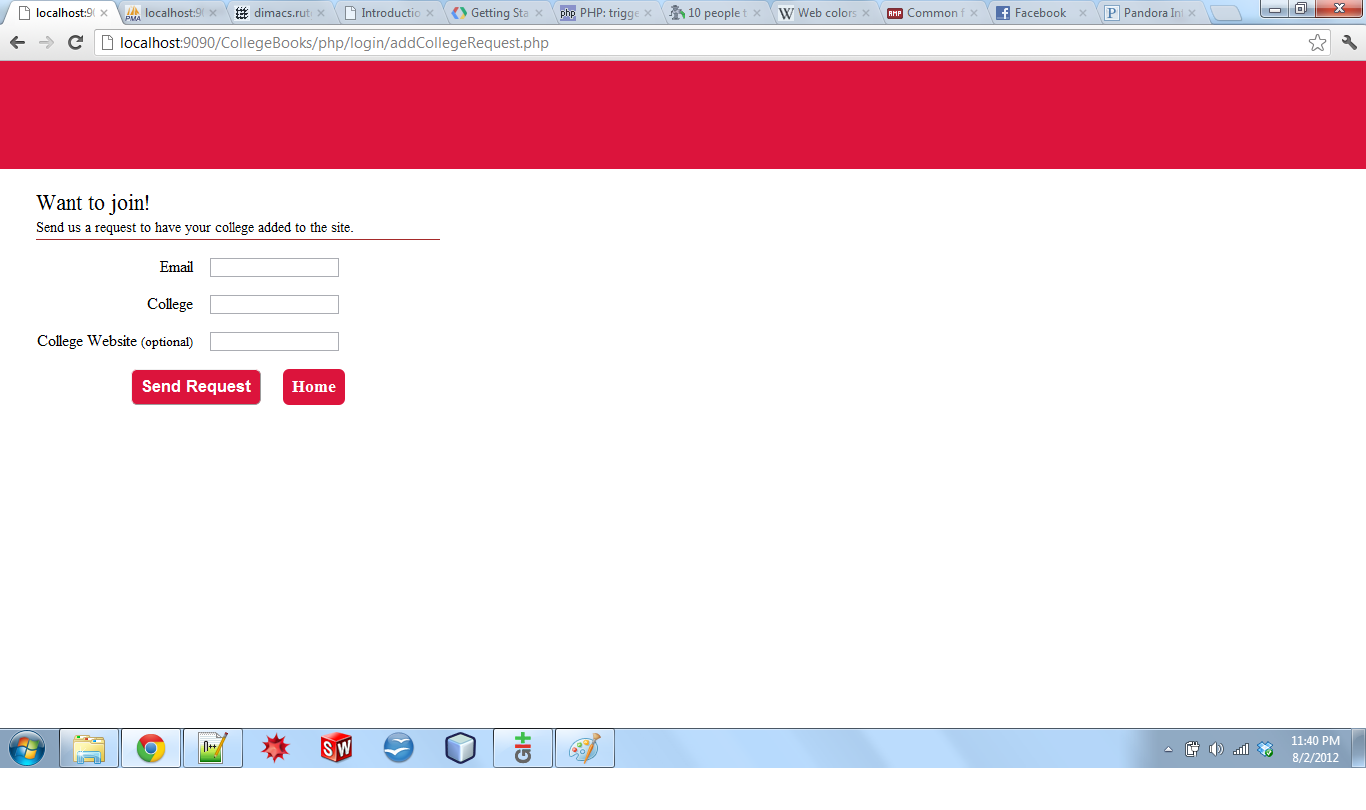 localhost:90 localhost:90 dimacs.rut Introductio Getting Sta PHP: trigge 10 people t Web colors Common f Facebook Pandora Int
localhost:9090/CollegeBooks/php/login/addCollegeRequest.php
Want to join!
Send us a request to have your college added to the site.
Email
College
College Website (optional)
Send Request Home
11:40 PM
8/2/2012